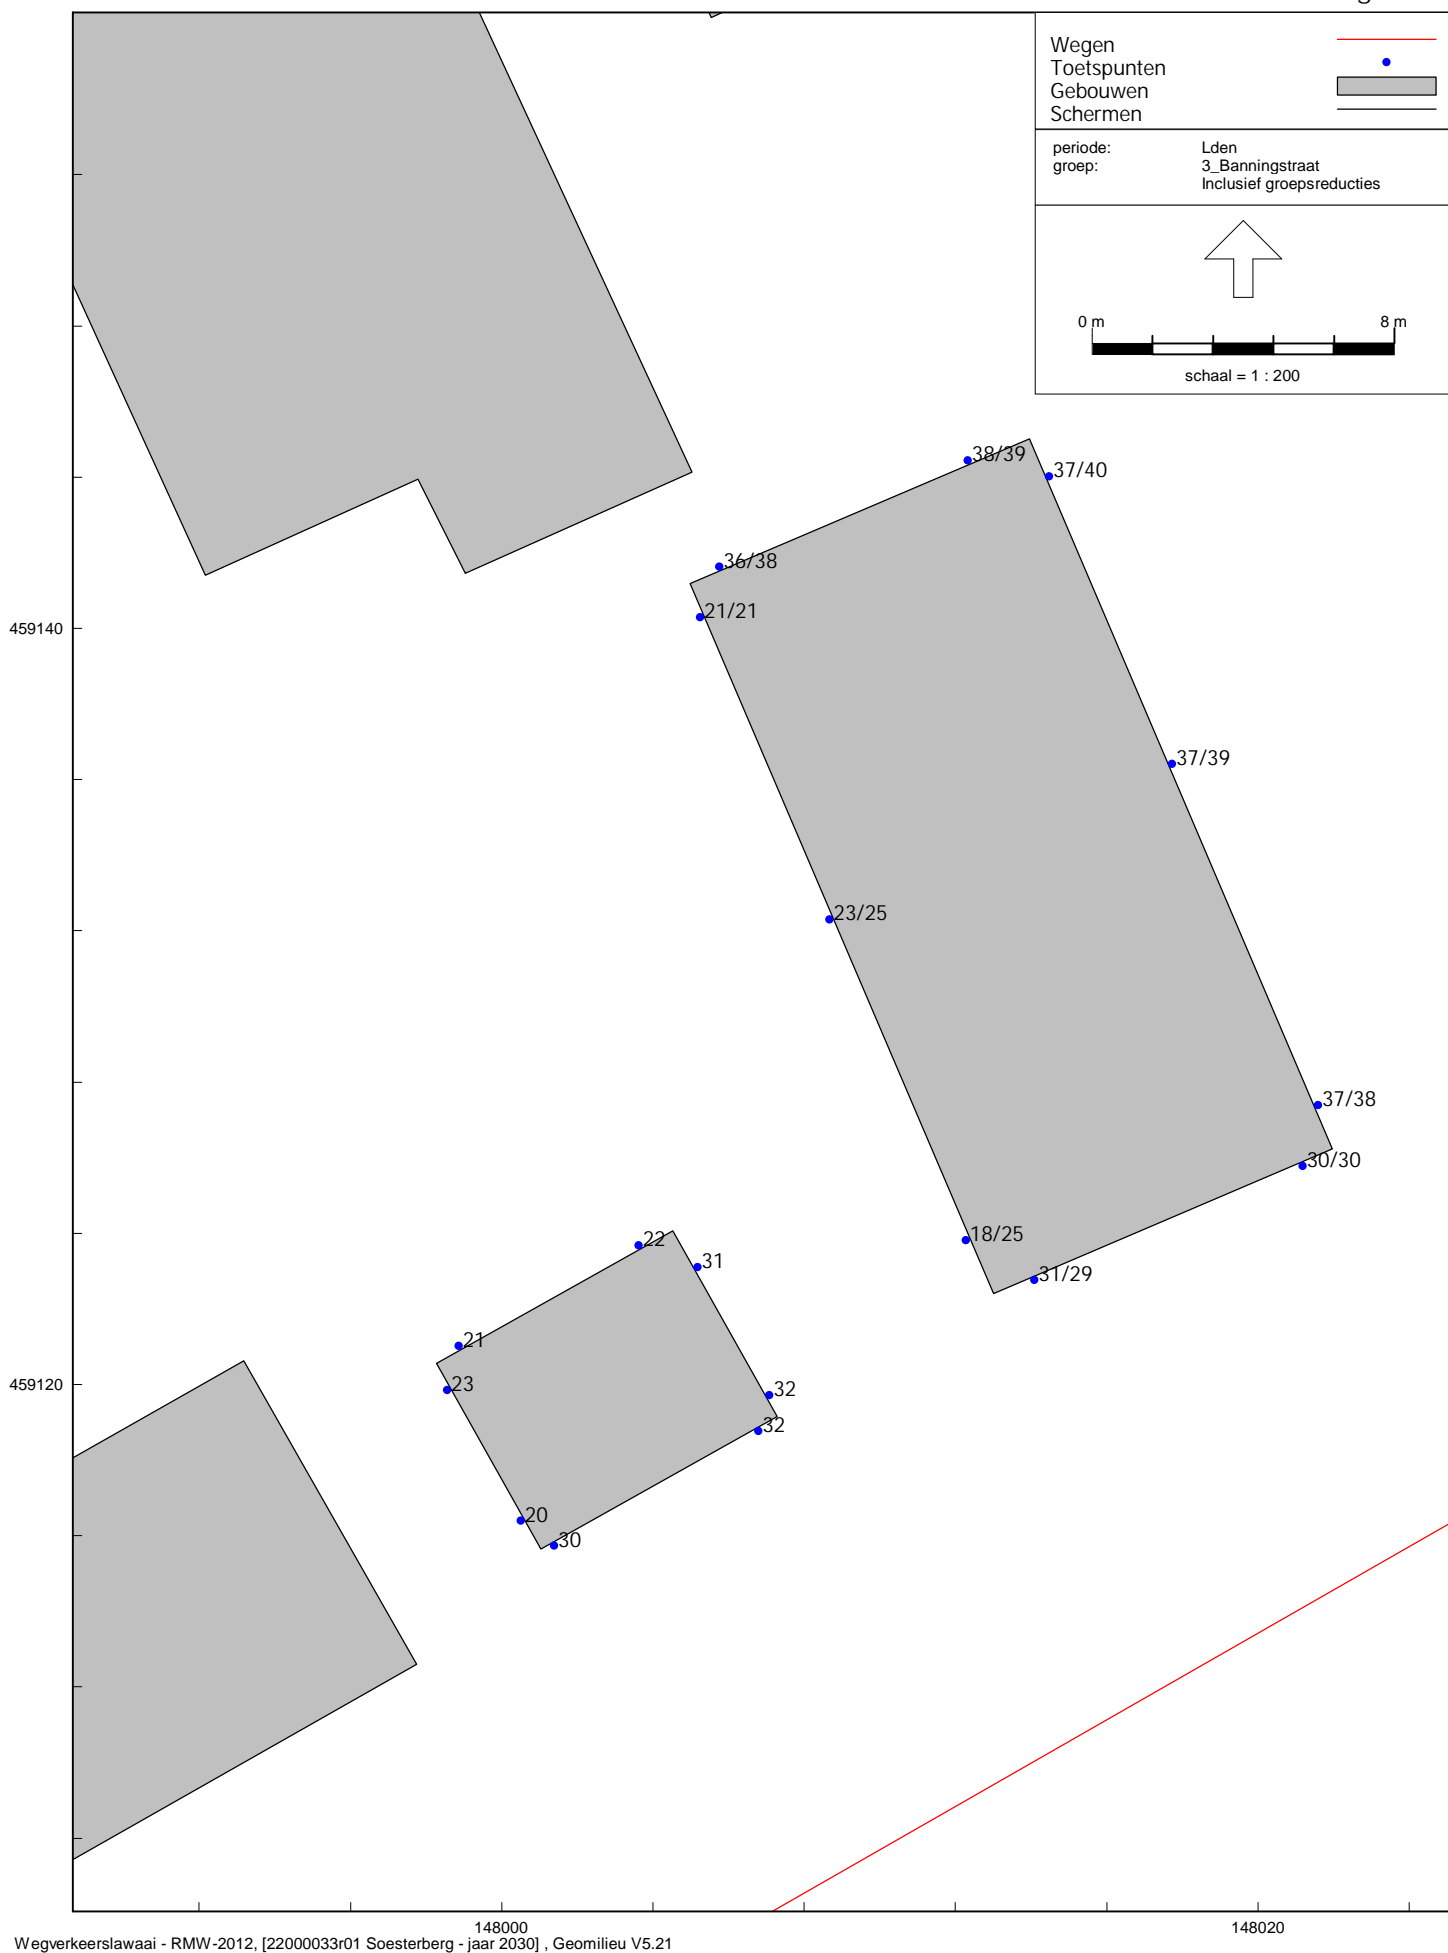 Wegen
Toetspunten
Gebouwen
Schermen
periode: Lden
groep: 3_Banningstraat
Inclusief groepsreducties
0 m 8 m
schaal = 1 : 200
38/39
37/40
36/38
21/21
459140
37/39
23/25
37/38
30/30
18/25
31/29
22
31
21
23
459120
32
32
20
30
148000
148020
Wegverkeerslawaai - RMW-2012, [22000033r01 Soesterberg - jaar 2030] , Geomilieu V5.21